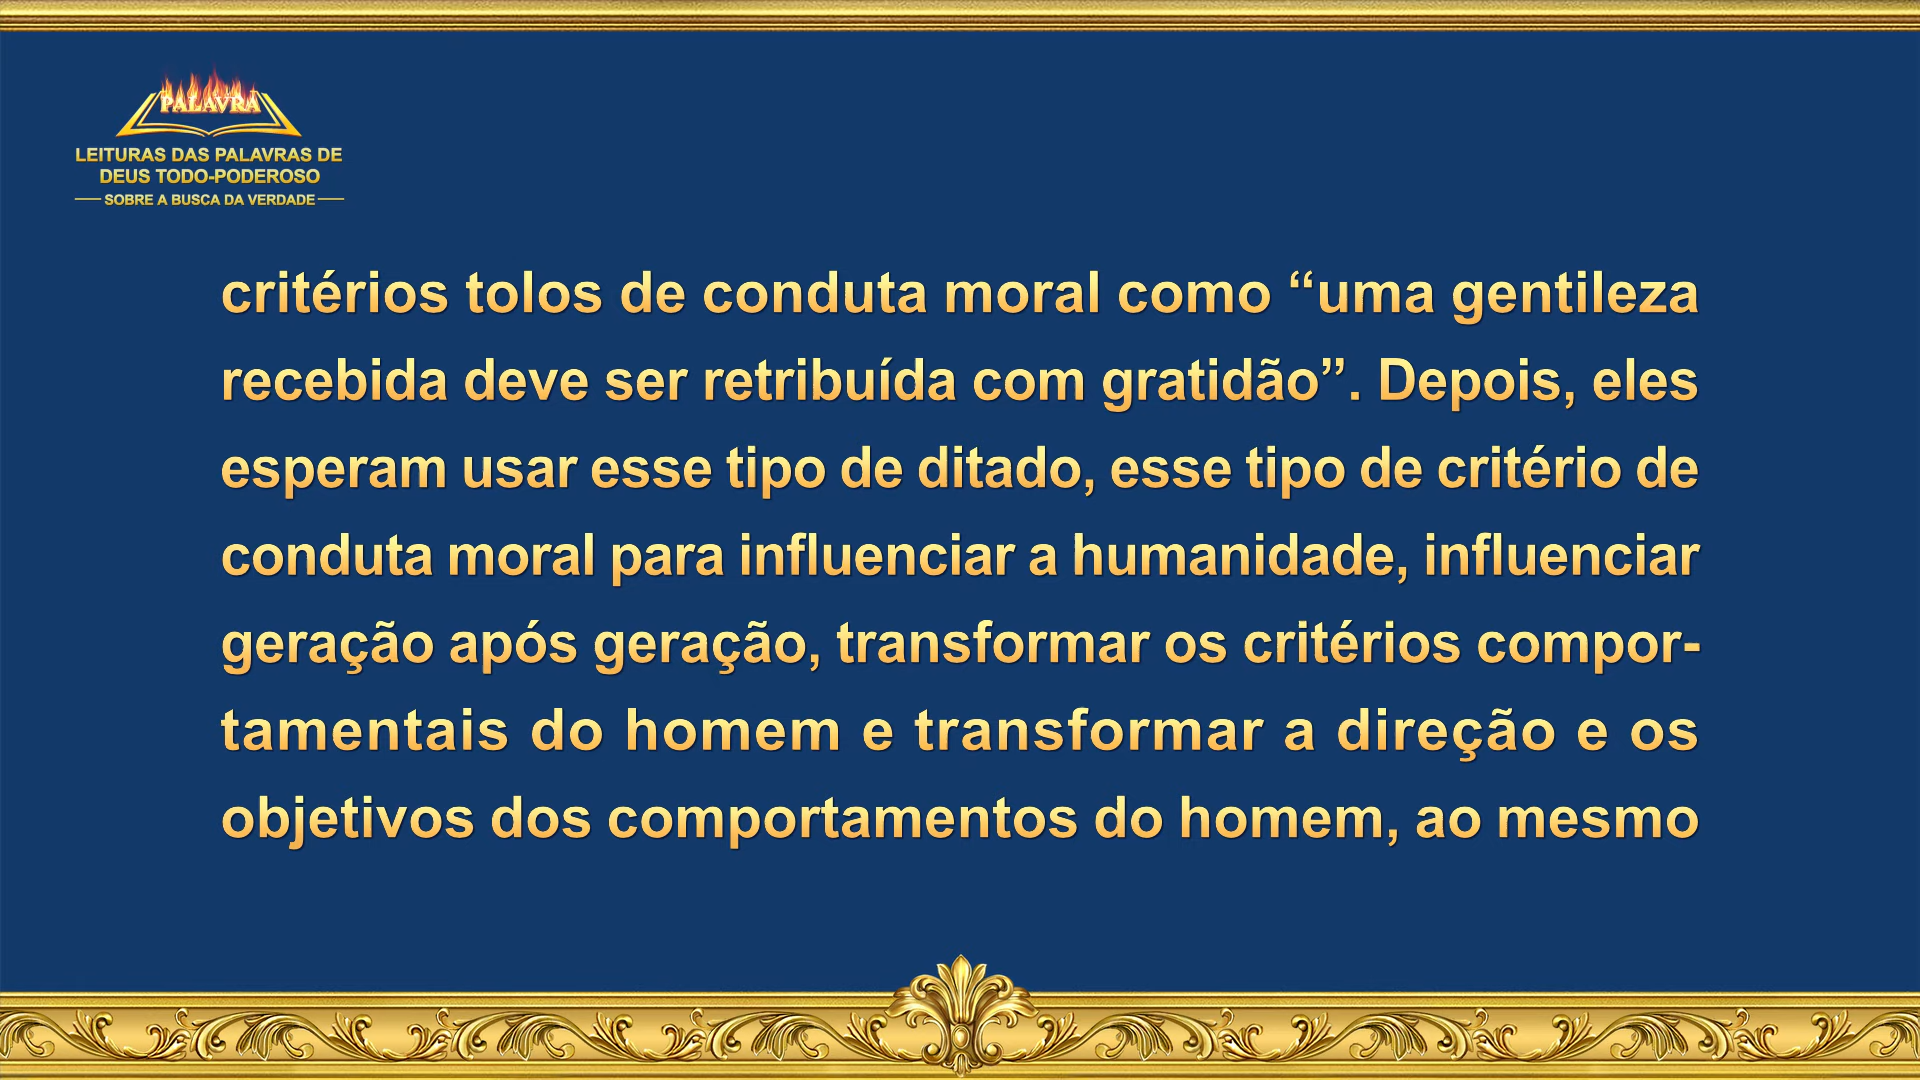 PALAVRA
LEITURAS DAS PALAVRAS DE
DEUS TODO-PODEROSO
SOBRE A BUSCA DA VERDADE
critérios tolos de conduta moral como “uma gentileza
recebida deve ser retribuída com gratidão”. Depois, eles
esperam usar esse tipo de ditado, esse tipo de critério de
conduta moral para influenciar a humanidade, influenciar
geração após geração, transformar os critérios compor-
tamentais do homem e transformar a direção e os
objetivos dos comportamentos do homem, ao mesmo